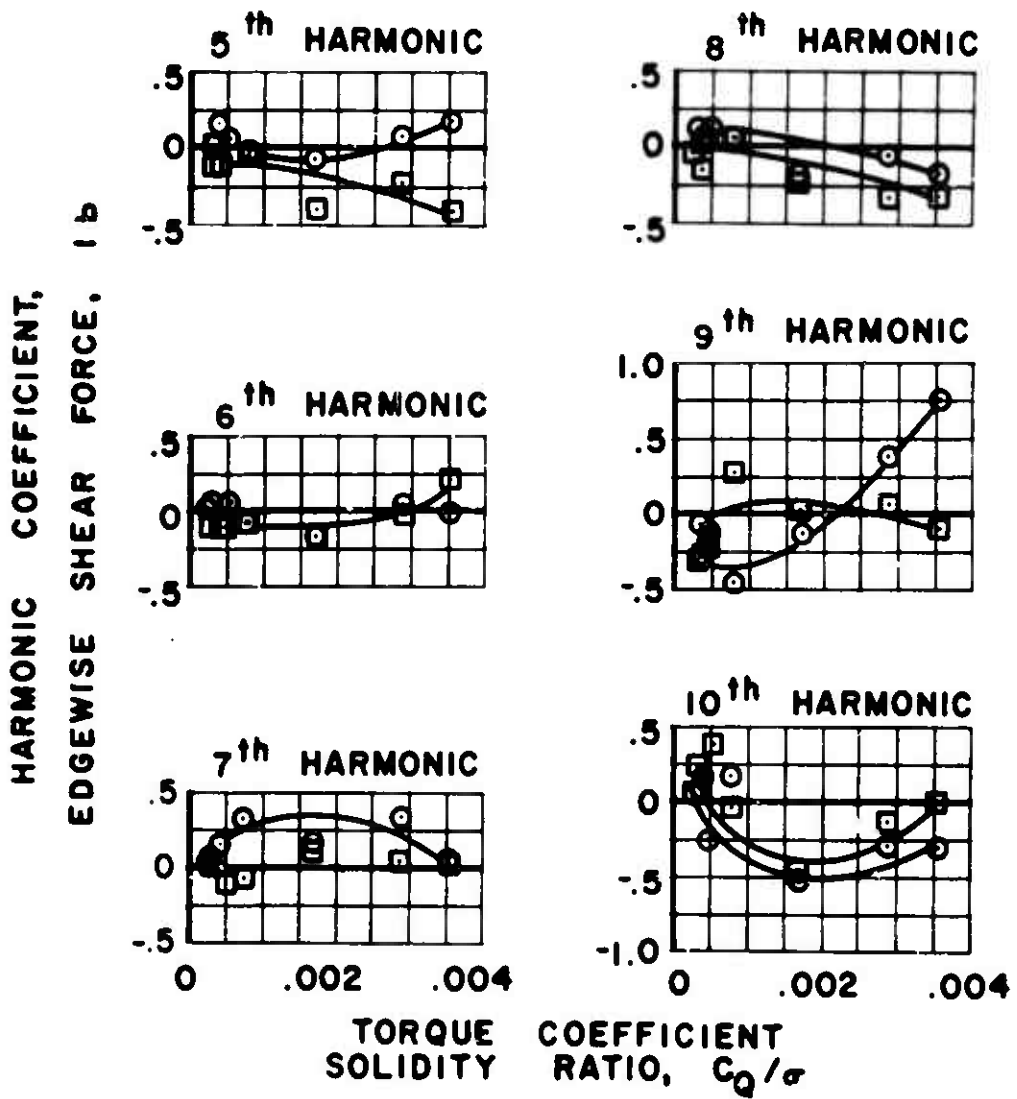 HARMONIC COEFFICIENT,
EDGEWISE SHEAR FORCE, lb
5th HARMONIC
.5
0
-.5
6th HARMONIC
.5
0
-.5
7th HARMONIC
.5
0
-.5
0 .002 .004
8th HARMONIC
.5
0
-.5
9th HARMONIC
1.0
.5
0
-.5
10th HARMONIC
.5
0
-.5
-1.0
0 .002 .004
TORQUE COEFFICIENT
SOLIDITY RATIO, CQ/σ